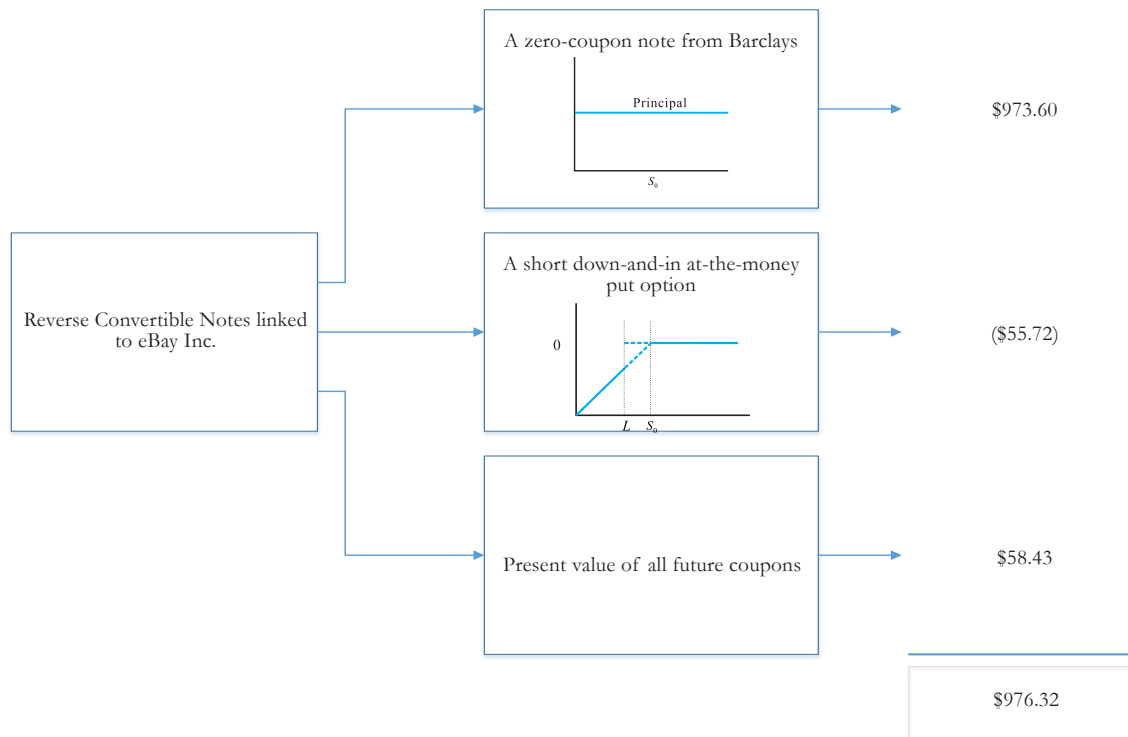 A zero-coupon note from Barclays
Principal
S₀
$973.60
Reverse Convertible Notes linked
to eBay Inc.
A short down-and-in at-the-money
put option
0
L S₀
($55.72)
Present value of all future coupons
$58.43
$976.32